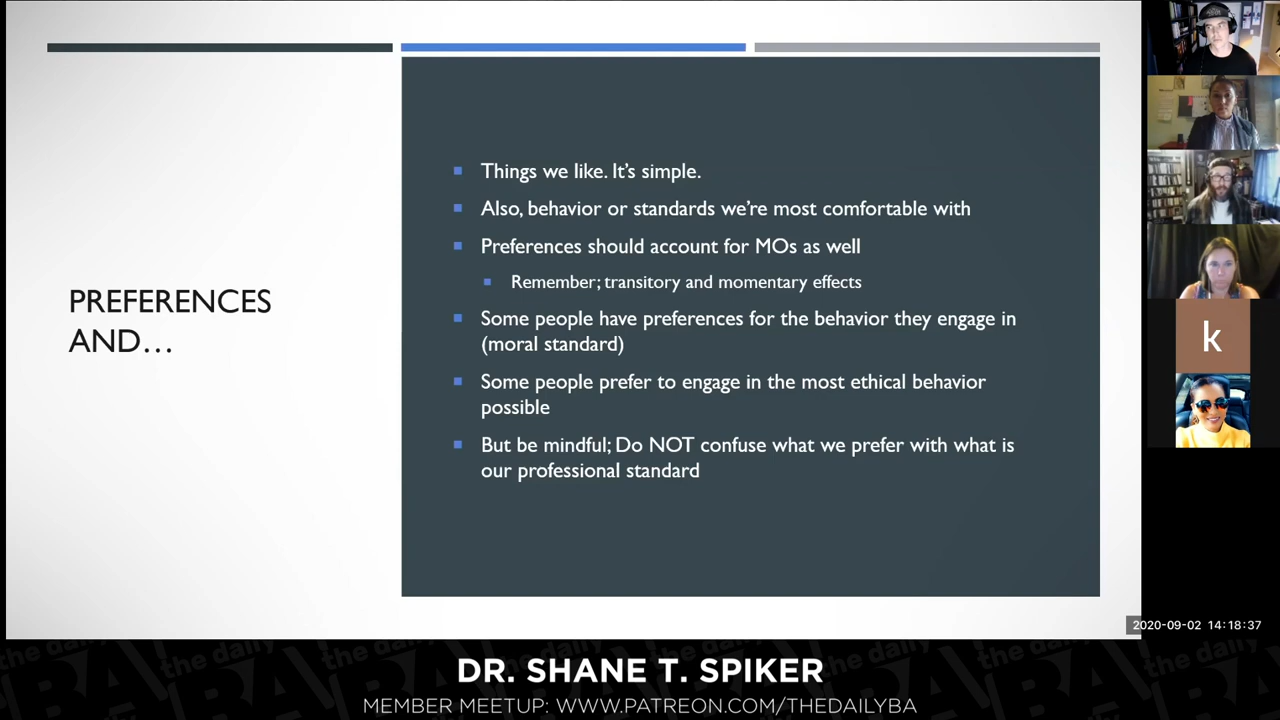 PREFERENCES
AND...
Things we like. It's simple.
Also, behavior or standards we're most comfortable with
Preferences should account for MOs as well
Remember; transitory and momentary effects
Some people have preferences for the behavior they engage in
(moral standard)
Some people prefer to engage in the most ethical behavior
possible
But be mindful; Do NOT confuse what we prefer with what is
our professional standard
k
2020-09-02 14:18:37
the daily
BA
DR. SHANE T. SPIKER
MEMBER MEETUP: WWW.PATREON.COM/THEDAILYBA